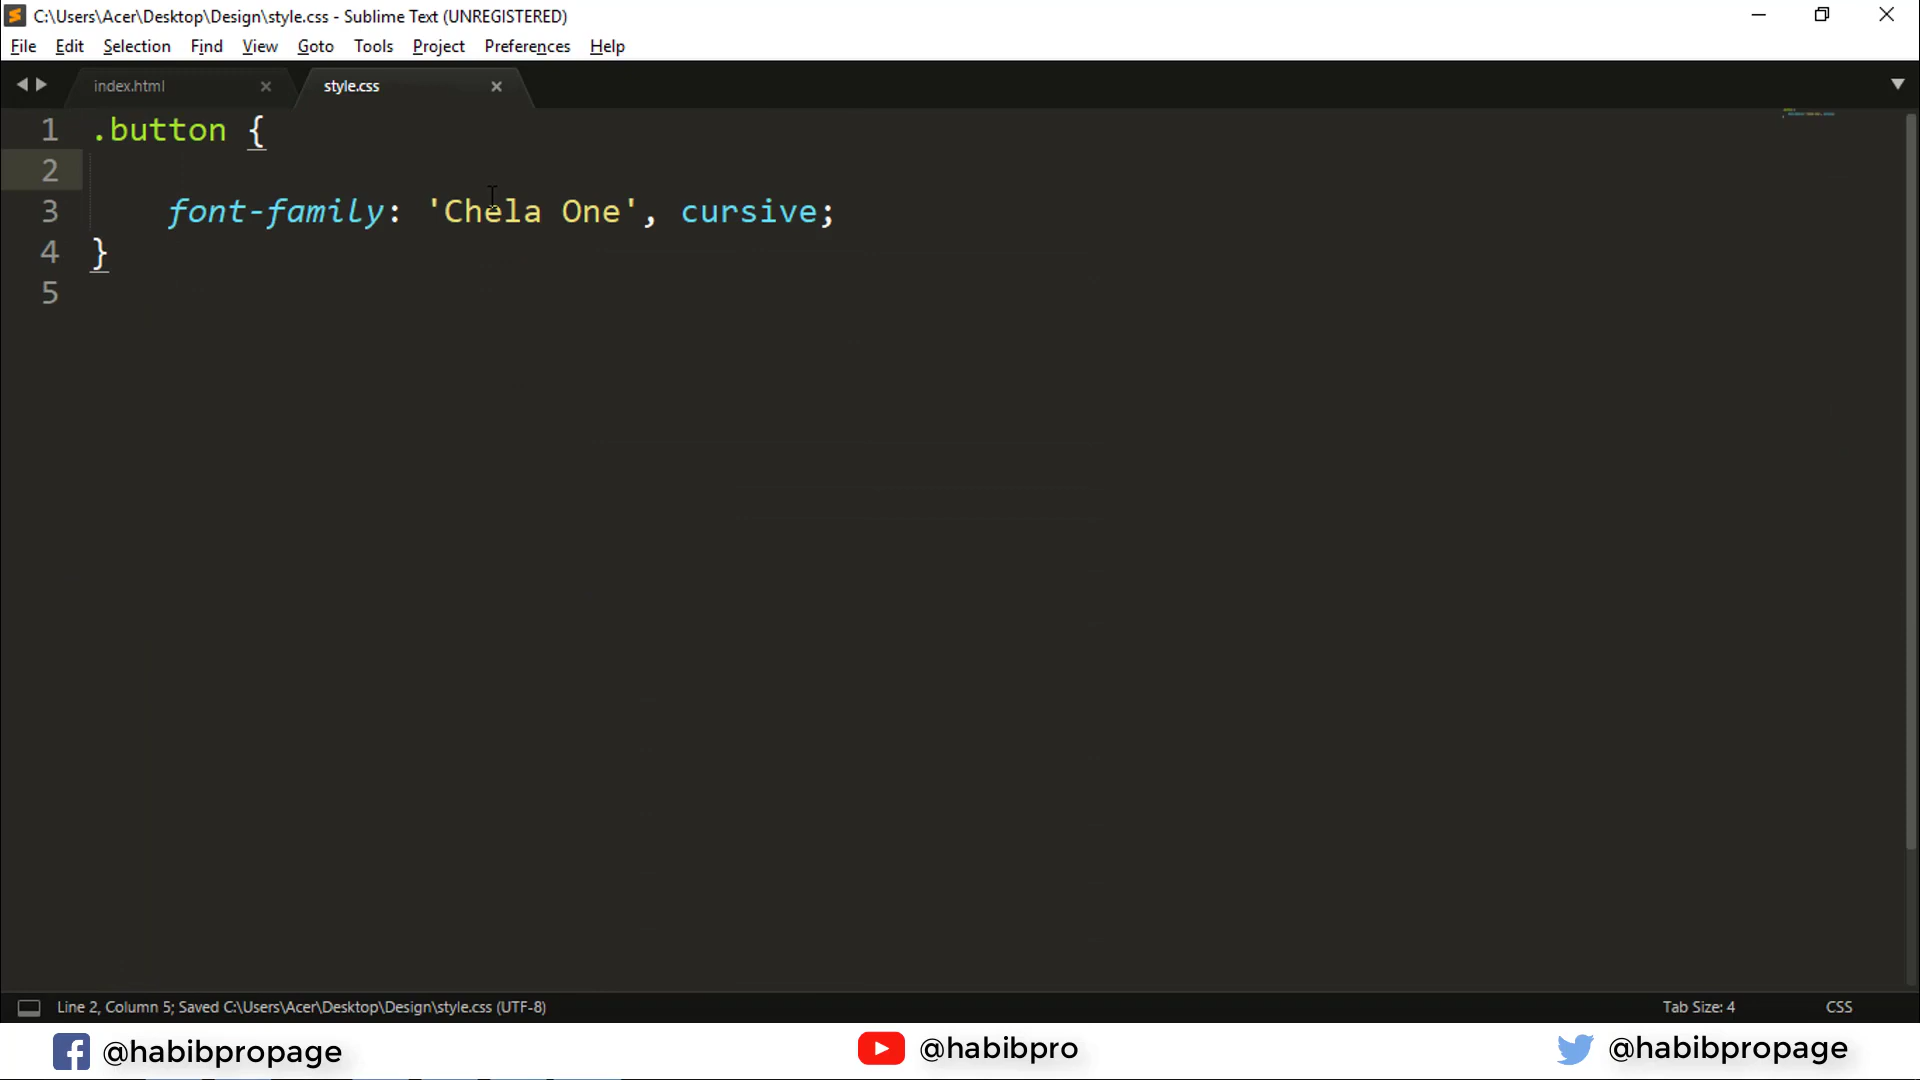 C:\Users\Acer\Desktop\Design\style.css - Sublime Text (UNREGISTERED)
File Edit Selection Find View Goto Tools Project Preferences Help
index.html style.css
1 .button {
2
3 font-family: 'Chela One', cursive;
4 }
5
Line 2, Column 5; Saved C:\Users\Acer\Desktop\Design\style.css (UTF-8) Tab Size: 4 CSS
@habibpropage @habibpro @habibpropage